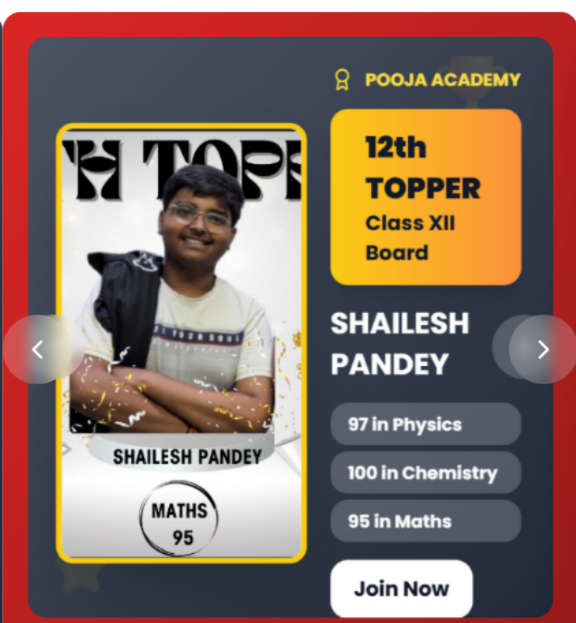 POOJA ACADEMY
12th
TOPPER
Class XII
Board
SHAILESH
PANDEY
97 in Physics
100 in Chemistry
95 in Maths
Join Now
TOP
SHAILESH PANDEY
MATHS
95